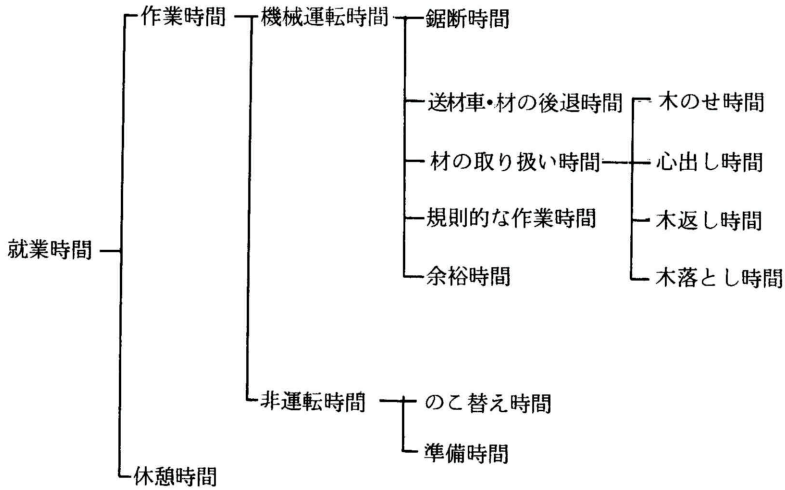 作業時間
機械運転時間
鋸断時間
送材車・材の後退時間
木のせ時間
材の取り扱い時間
心出し時間
規則的な作業時間
木返し時間
就業時間
余裕時間
木落とし時間
非運転時間
のこ替え時間
準備時間
休憩時間